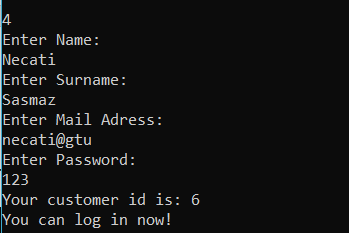 4
Enter Name:
Necati
Enter Surname:
Sasmaz
Enter Mail Adress:
necati@gtu
Enter Password:
123
Your customer id is: 6
You can log in now!